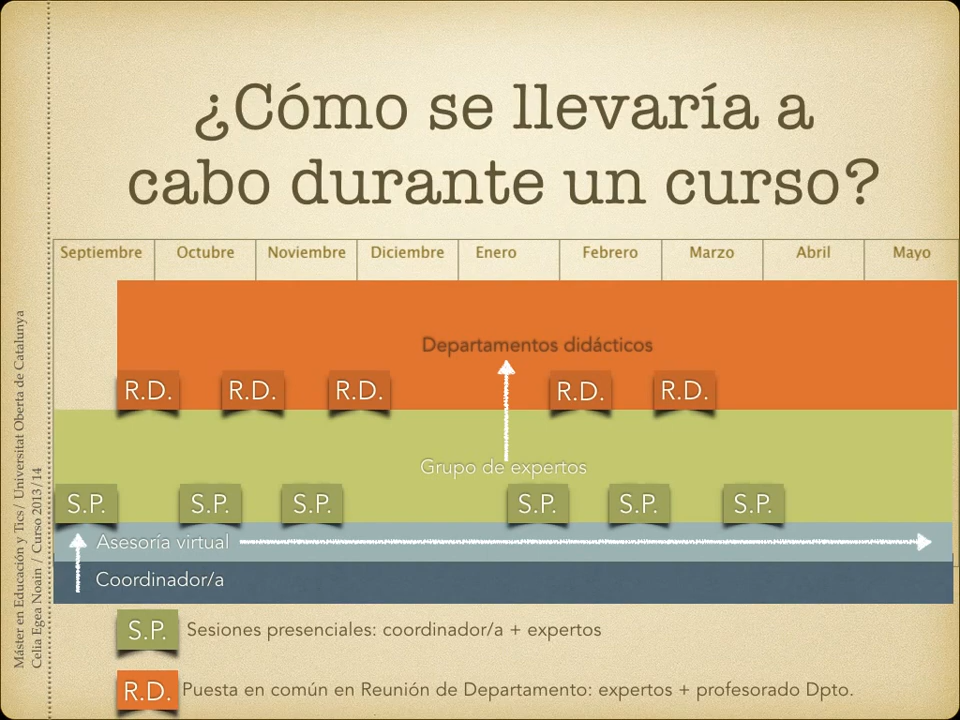 ¿Cómo se llevaría a
cabo durante un curso?
Septiembre Octubre Noviembre Diciembre Enero Febrero Marzo Abril Mayo
Departamentos didácticos
R.D. R.D. R.D. R.D. R.D.
Grupo de expertos
S.P. S.P. S.P. S.P. S.P. S.P.
Asesoría virtual
Coordinador/a
S.P. Sesiones presenciales: coordinador/a + expertos
R.D. Puesta en común en Reunión de Departamento: expertos + profesorado Dpto.
Máster en Educación y Tics/ Universitat Oberta de Catalunya
Celia Egea Noain / Curso 2013/14